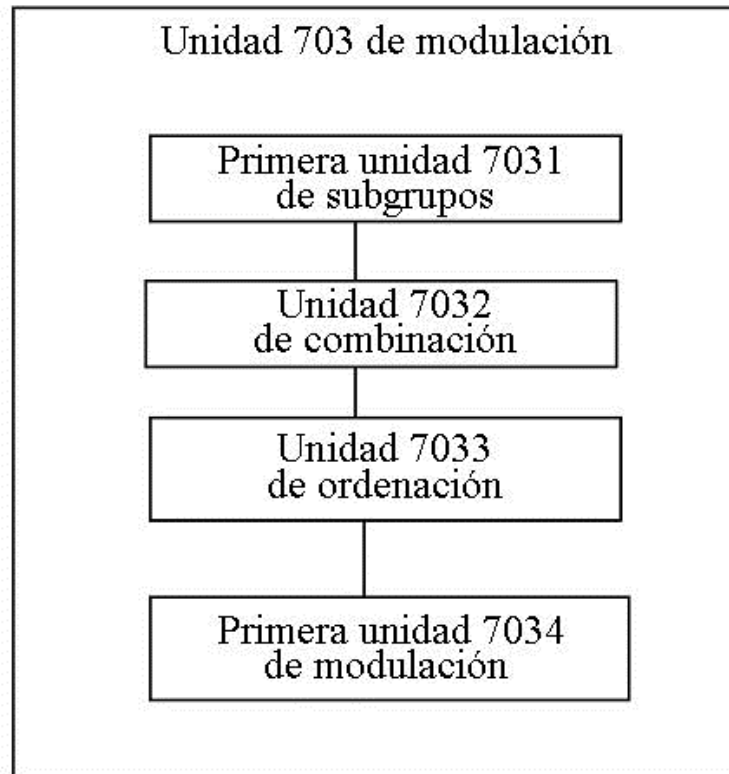 Unidad 703 de modulación
Primera unidad 7031
de subgrupos
Unidad 7032
de combinación
Unidad 7033
de ordenación
Primera unidad 7034
de modulación